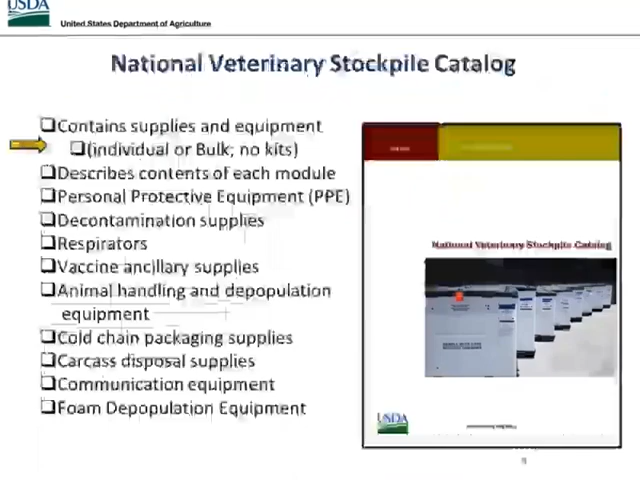 USDA
United States Department of Agriculture
National Veterinary Stockpile Catalog
Contains supplies and equipment
(individual or Bulk; no kits)
Describes contents of each module
Personal Protective Equipment (PPE)
Decontamination supplies
Respirators
Vaccine ancillary supplies
Animal handling and depopulation
equipment
Cold chain packaging supplies
Carcass disposal supplies
Communication equipment
Foam Depopulation Equipment
National Veterinary Stockpile Catalog
USDA